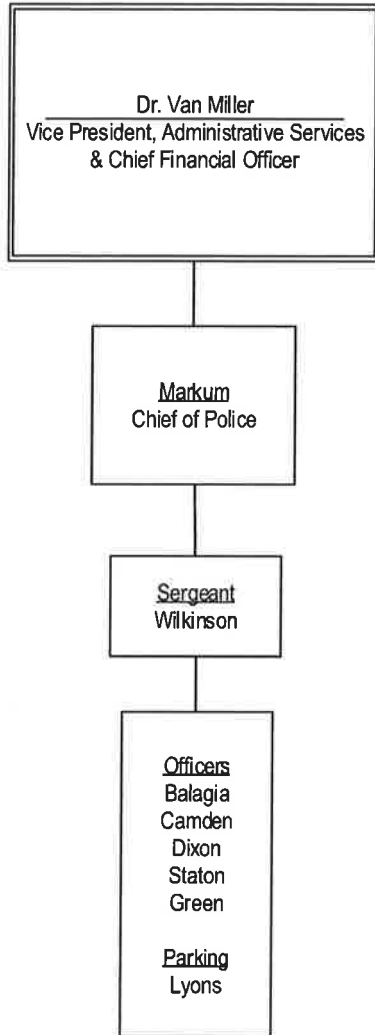 Dr. Van Miller
Vice President, Administrative Services
& Chief Financial Officer
Markum
Chief of Police
Sergeant
Wilkinson
Officers
Balagia
Camden
Dixon
Staton
Green
Parking
Lyons